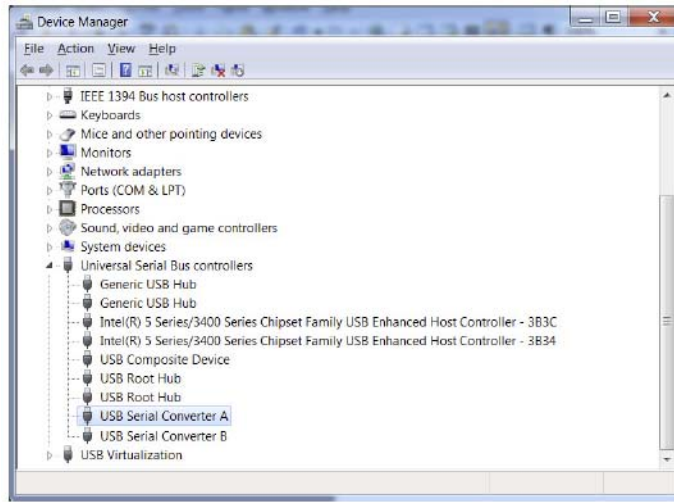 Device Manager
File Action View Help
IEEE 1394 Bus host controllers
Keyboards
Mice and other pointing devices
Monitors
Network adapters
Ports (COM & LPT)
Processors
Sound, video and game controllers
System devices
Universal Serial Bus controllers
Generic USB Hub
Generic USB Hub
Intel(R) 5 Series/3400 Series Chipset Family USB Enhanced Host Controller - 3B3C
Intel(R) 5 Series/3400 Series Chipset Family USB Enhanced Host Controller - 3B34
USB Composite Device
USB Root Hub
USB Root Hub
USB Serial Converter A
USB Serial Converter B
USB Virtualization